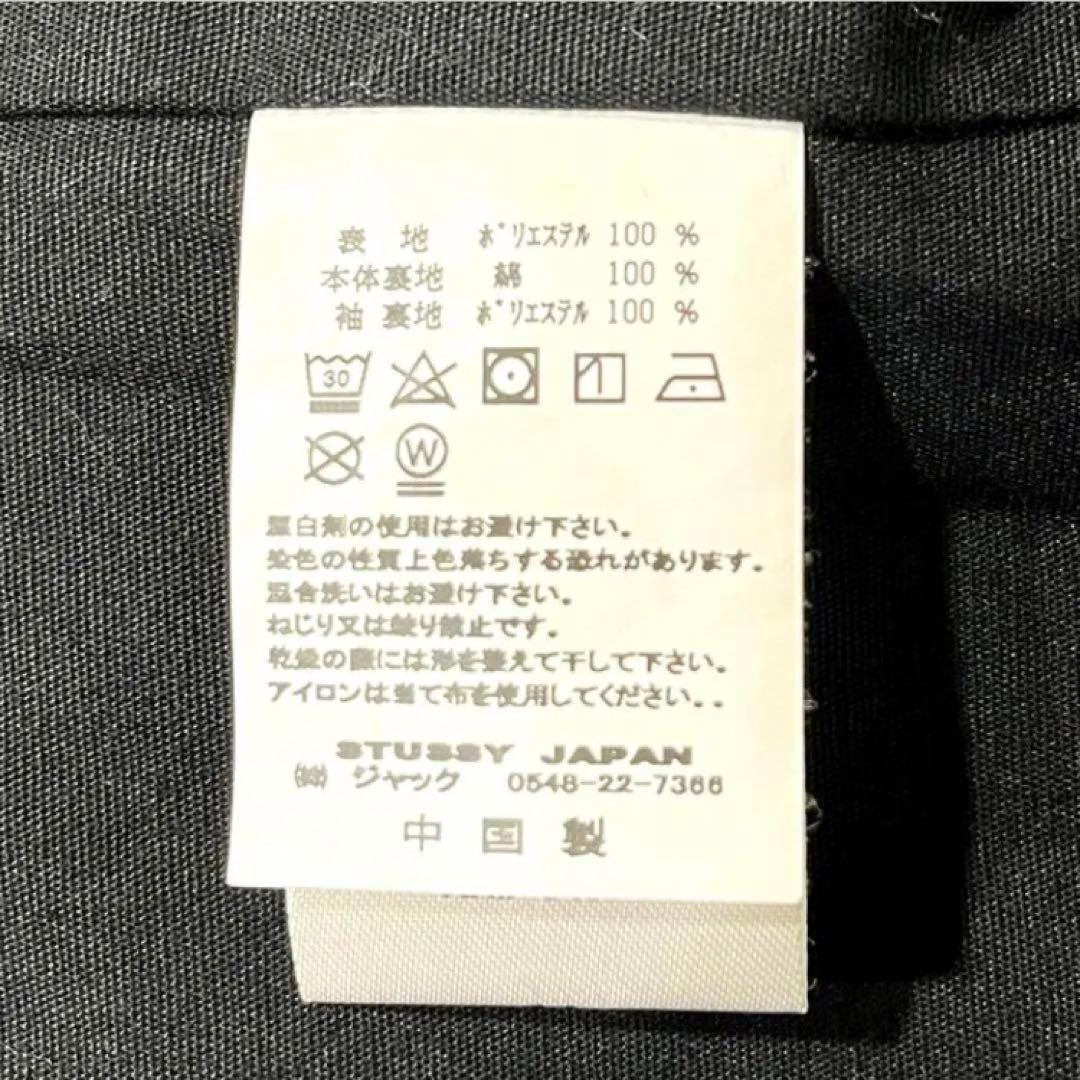 表 地 ポリエステル 100 %
本体裏地 綿 100 %
袖 裏地 ポリエステル 100 %
30
W
漂白剤の使用はお避け下さい。
染色の性質上色落ちする恐れがあります。
混合洗いはお避け下さい。
ねじり又は絞り厳止です。
乾燥の際には形を整えて干して下さい。
アイロンは当て布を使用してください。。
STUSSY JAPAN
㈱ ジャック 0548-22-7366
中 国 製